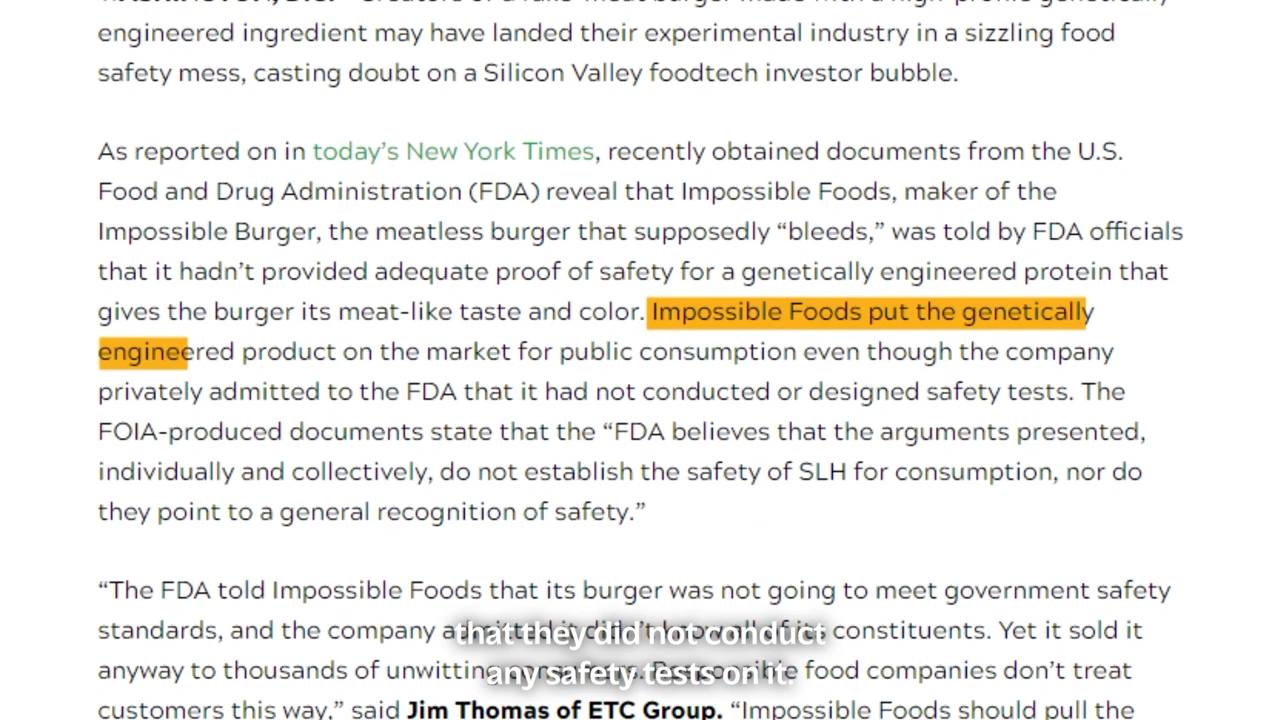 engineered ingredient may have landed their experimental industry in a sizzling food
safety mess, casting doubt on a Silicon Valley foodtech investor bubble.
As reported on in today’s New York Times, recently obtained documents from the U.S.
Food and Drug Administration (FDA) reveal that Impossible Foods, maker of the
Impossible Burger, the meatless burger that supposedly “bleeds,” was told by FDA officials
that it hadn’t provided adequate proof of safety for a genetically engineered protein that
gives the burger its meat-like taste and color. Impossible Foods put the genetically
engineered product on the market for public consumption even though the company
privately admitted to the FDA that it had not conducted or designed safety tests. The
FOIA-produced documents state that the “FDA believes that the arguments presented,
individually and collectively, do not establish the safety of SLH for consumption, nor do
they point to a general recognition of safety.”
“The FDA told Impossible Foods that its burger was not going to meet government safety
standards, and the company constituents. Yet it sold it
anyway to thousands of unwitting food companies don’t treat
customers this way,” said Jim Thomas of ETC Group. “Impossible Foods should pull the
that they did not conduct
any safety tests on it.